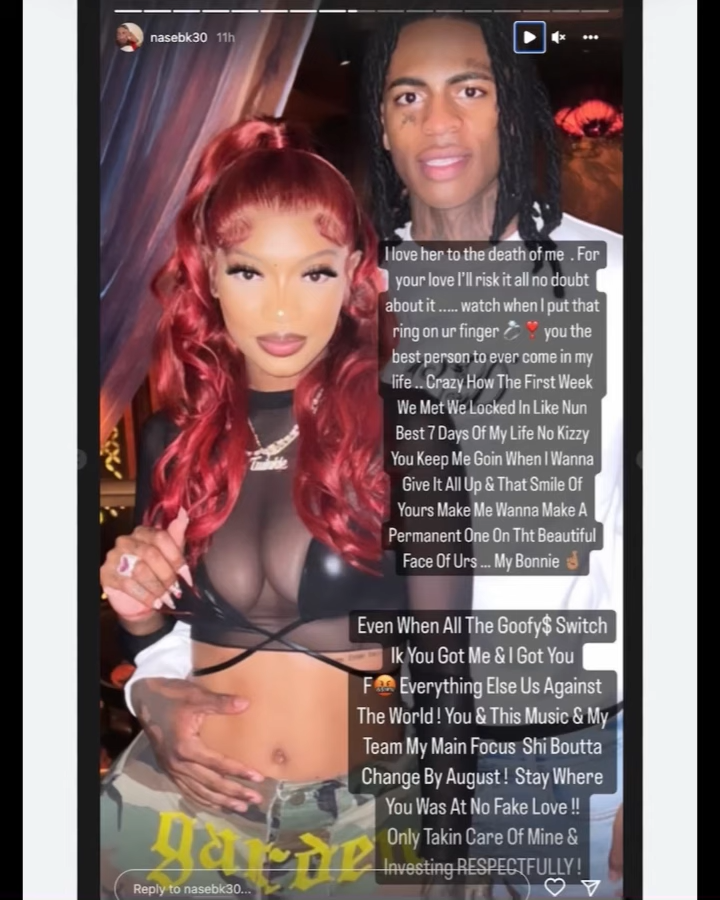 nasebk30 11h
I love her to the death of me . For
your love I'll risk it all no doubt
about it ..... watch when I put that
ring on ur finger 💍❣️ you the
best person to ever come in my
life .. Crazy How The First Week
We Met We Locked In Like Nun
Best 7 Days Of My Life No Kizzy
You Keep Me Goin When I Wanna
Give It All Up & That Smile Of
Yours Make Me Wanna Make A
Permanent One On Tht Beautiful
Face Of Urs ... My Bonnie 🤞🏾
Twinkle
Even When All The Goofy$ Switch
Ik You Got Me & I Got You
F🤬 Everything Else Us Against
The World ! You & This Music & My
Team My Main Focus Shi Boutta
Change By August ! Stay Where
You Was At No Fake Love !!
Only Takin Care Of Mine &
Investing RESPECTFULLY !
garden
Reply to nasebk30...